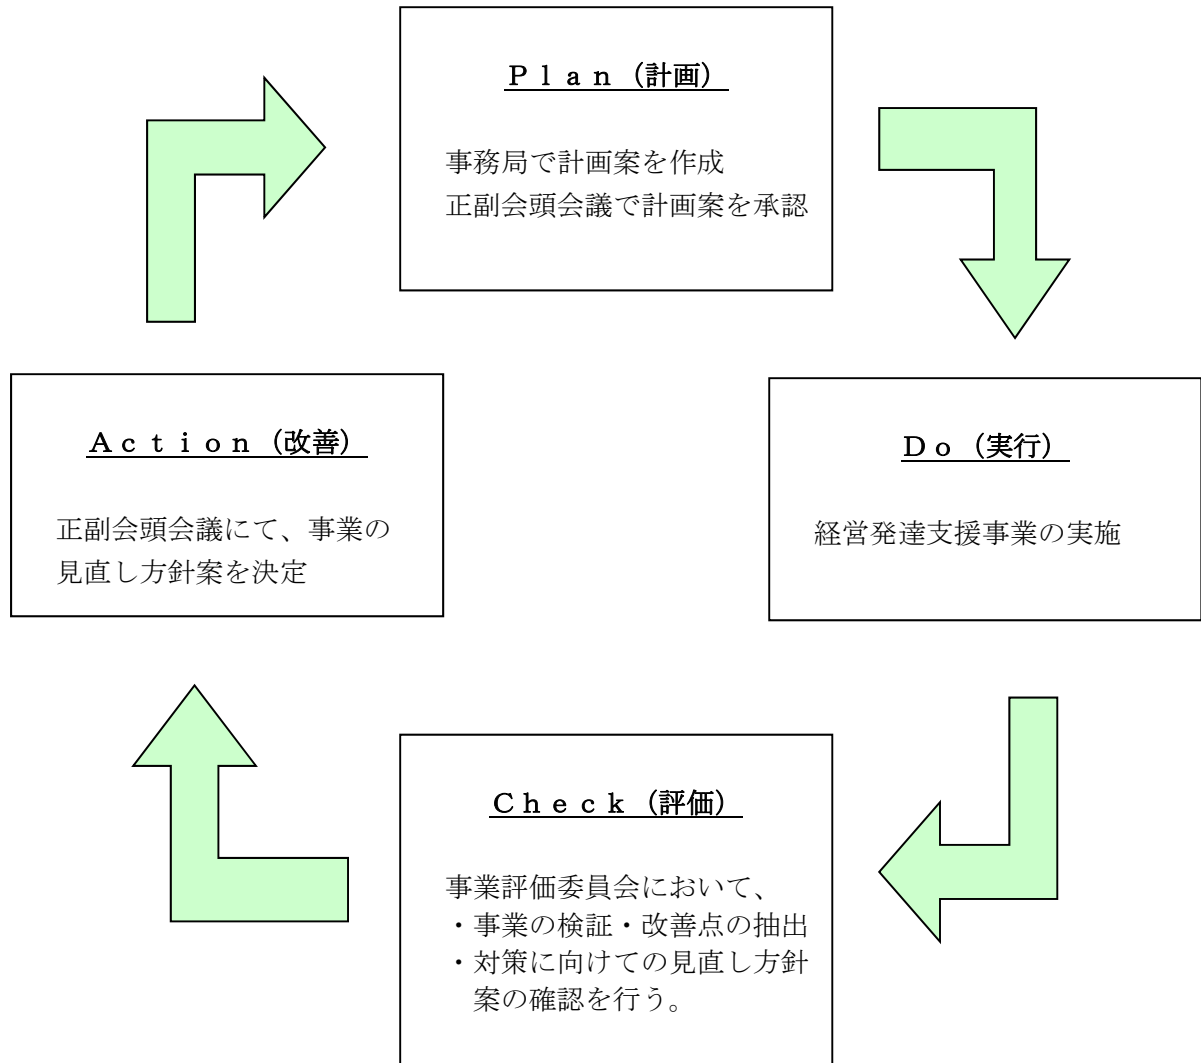 Ｐｌａｎ（計画）
事務局で計画案を作成
正副会頭会議で計画案を承認
Ｄｏ（実行）
経営発達支援事業の実施
Ｃｈｅｃｋ（評価）
事業評価委員会において、
・事業の検証・改善点の抽出
・対策に向けての見直し方針
案の確認を行う。
Ａｃｔｉｏｎ（改善）
正副会頭会議にて、事業の
見直し方針案を決定